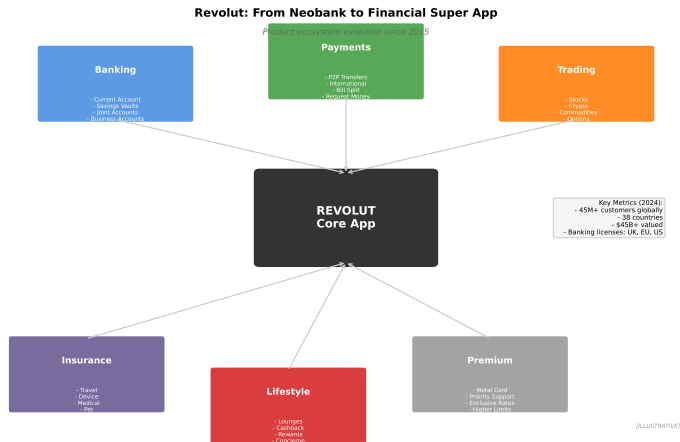 Revolut: From Neobank to Financial Super App
Product ecosystem evolution since 2015
Banking
- Current Account
- Savings Vaults
- Joint Accounts
- Business Accounts
Payments
- P2P Transfers
- International
- Bill Split
- Request Money
Trading
- Stocks
- Crypto
- Commodities
- Options
REVOLUT
Core App
Key Metrics (2024):
- 45M+ customers globally
- 38 countries
- $45B+ valued
- Banking licenses: UK, EU, US
Insurance
- Travel
- Device
- Medical
- Pet
Lifestyle
- Lounges
- Cashback
- Rewards
- Concierge
Premium
- Metal Card
- Priority Support
- Exclusive Rates
- Higher Limits
[ILLUSTRATIVE]